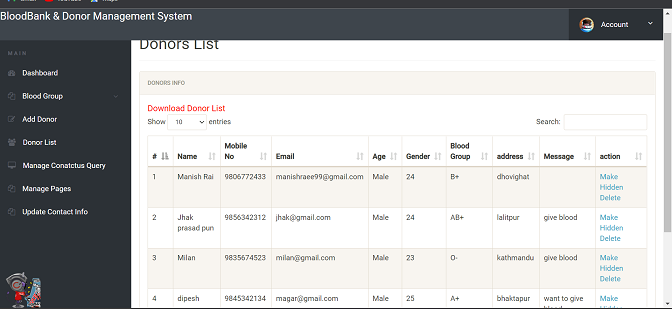 BloodBank & Donor Management System
Account
MAIN
Dashboard
Blood Group
Add Donor
Donor List
Manage Conatctus Query
Manage Pages
Update Contact Info
Donors List
DONORS INFO
Download Donor List
Show 10 entries
Search:
# Name Mobile No Email Age Gender Blood Group address Message action
1 Manish Rai 9806772433 manishraee99@gmail.com Male 24 B+ dhovighat Make Hidden Delete
2 Jhak prasad pun 9856342312 jhak@gmail.com Male 24 AB+ lalitpur give blood Make Hidden Delete
3 Milan 9835674523 milan@gmail.com Male 23 O- kathmandu give blood Make Hidden Delete
4 dipesh 9845342134 magar@gmail.com Male 25 A+ bhaktapur want to give blood Make Hidden